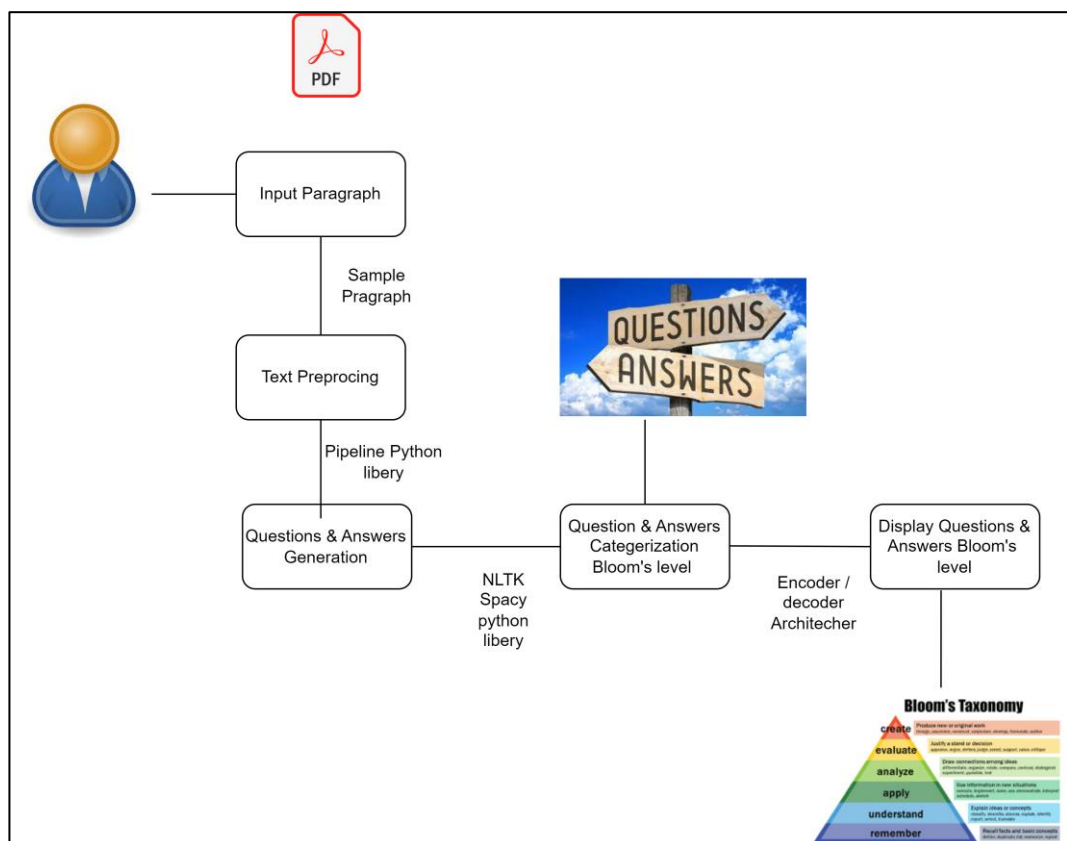 PDF
Input Paragraph
Sample
Pragraph
Text Preprocing
Pipeline Python
libery
Questions & Answers
Generation
NLTK
Spacy
python
libery
QUESTIONS
ANSWERS
Question & Answers
Categerization
Bloom's level
Encoder /
decoder
Architecher
Display Questions &
Answers Bloom's
level
Bloom's Taxonomy
create
Produce new or original work
evaluate
Justify a stand or decision
analyze
Draw connections among ideas
apply
Use information in new situations
understand
Explain ideas or concepts
remember
Recall facts and basic concepts